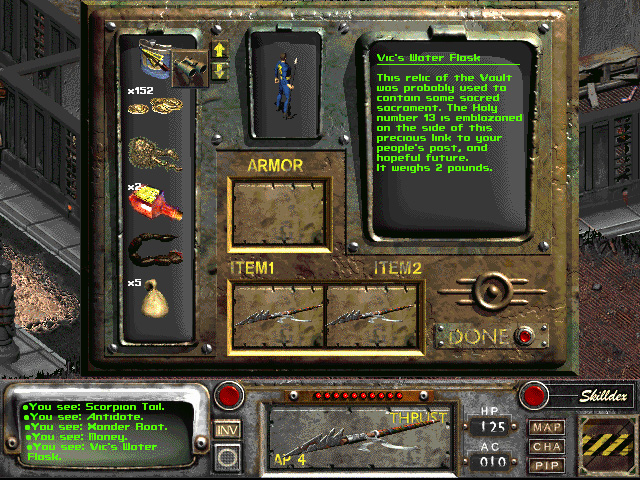 Vic's Water Flask
This relic of the Vault
was probably used to
contain some sacred
sacrament. The Holy
number 13 is emblazoned
on the side of this
precious link to your
people's past, and
hopeful future.
It weighs 2 pounds.
x152
x2
x5
ARMOR
ITEM1
ITEM2
DONE
You see: Scorpion Tail.
You see: Antidote.
You see: Xander Root.
You see: Money.
You see: Vic's Water
Flask.
INV
THRUST
AP 4
HP
125
AC
010
Skilldex
MAP
CHA
PIP